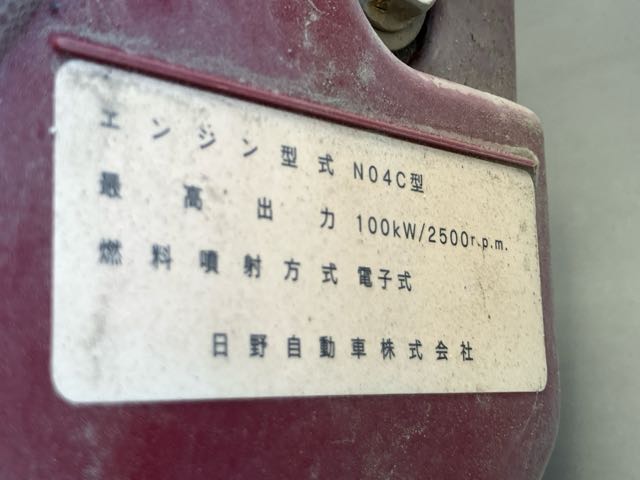 エンジン型式 N04C型
最高出力 100kW/2500r.p.m.
燃料噴射方式 電子式
日野自動車株式会社